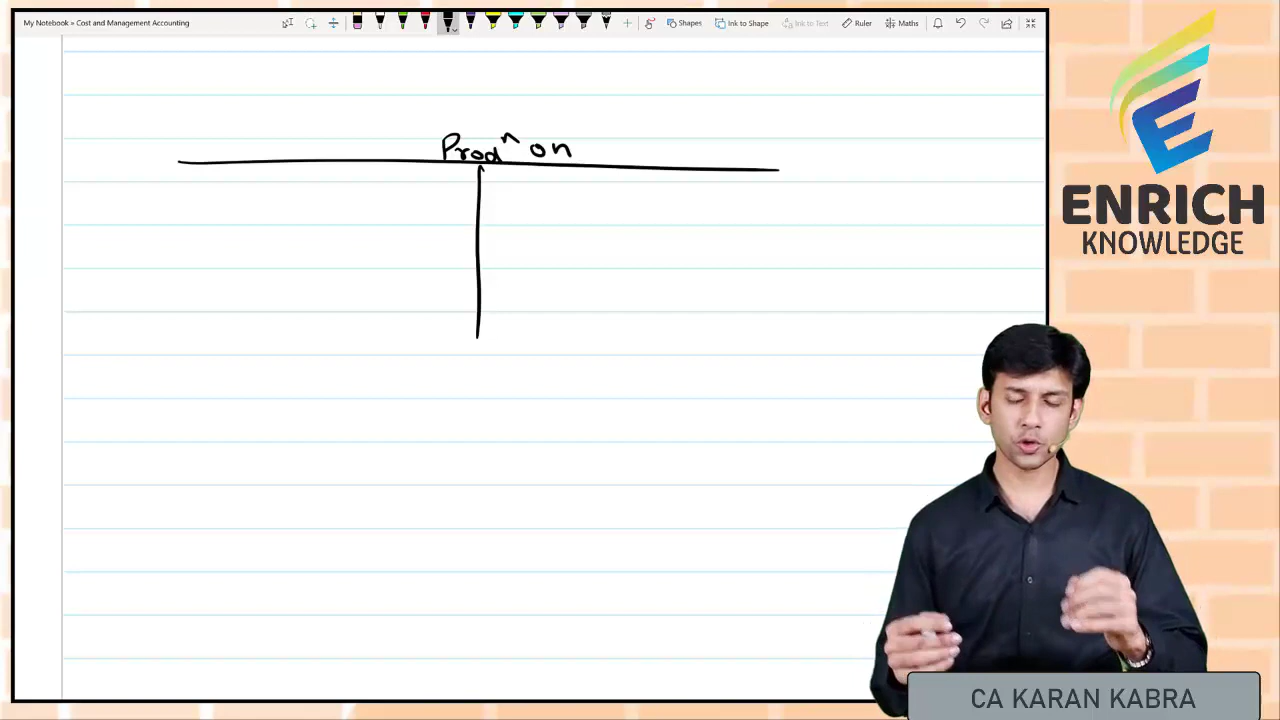 My Notebook » Cost and Management Accounting
Shapes
Ink to Shape
Ink to Text
Ruler
Maths
Prodⁿ on
ENRICH
KNOWLEDGE
CA KARAN KABRA